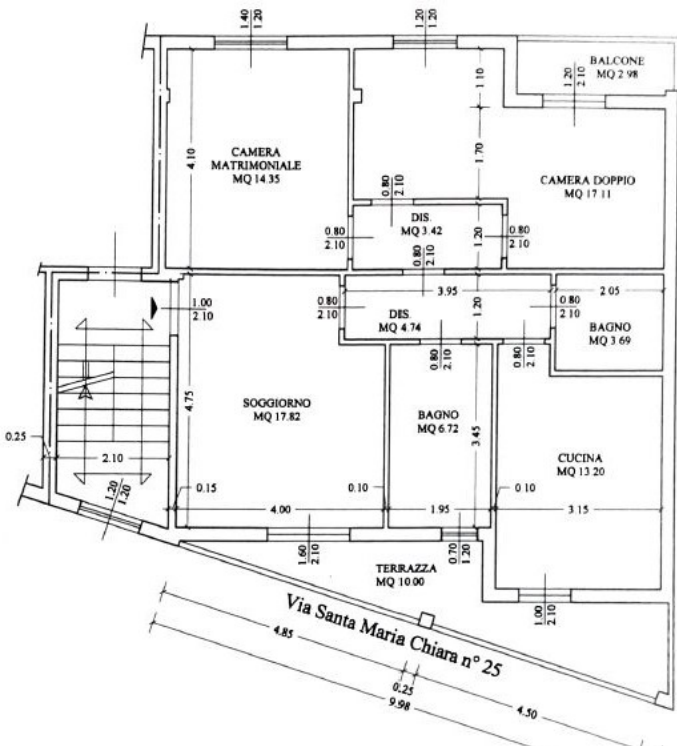 1.40
1.20
1.20
1.20
BALCONE
MQ 2.98
1.20
2.10
1.10
4.10
CAMERA
MATRIMONIALE
MQ 14.35
1.70
CAMERA DOPPIO
MQ 17.11
0.80
2.10
DIS.
MQ 3.42
1.20
0.80
2.10
0.80
2.10
0.80
2.10
1.00
2.10
0.80
2.10
3.95
1.20
0.80
2.10
2.05
DIS.
MQ 4.74
BAGNO
MQ 3.69
0.80
2.10
0.80
2.10
4.75
SOGGIORNO
MQ 17.82
BAGNO
MQ 6.72
3.45
CUCINA
MQ 13.20
0.25
2.10
0.15
0.10
0.10
4.00
1.95
3.15
1.20
1.20
1.60
2.10
0.70
1.20
TERRAZZA
MQ 10.00
1.00
2.10
Via Santa Maria Chiara n° 25
4.85
0.25
4.50
9.98